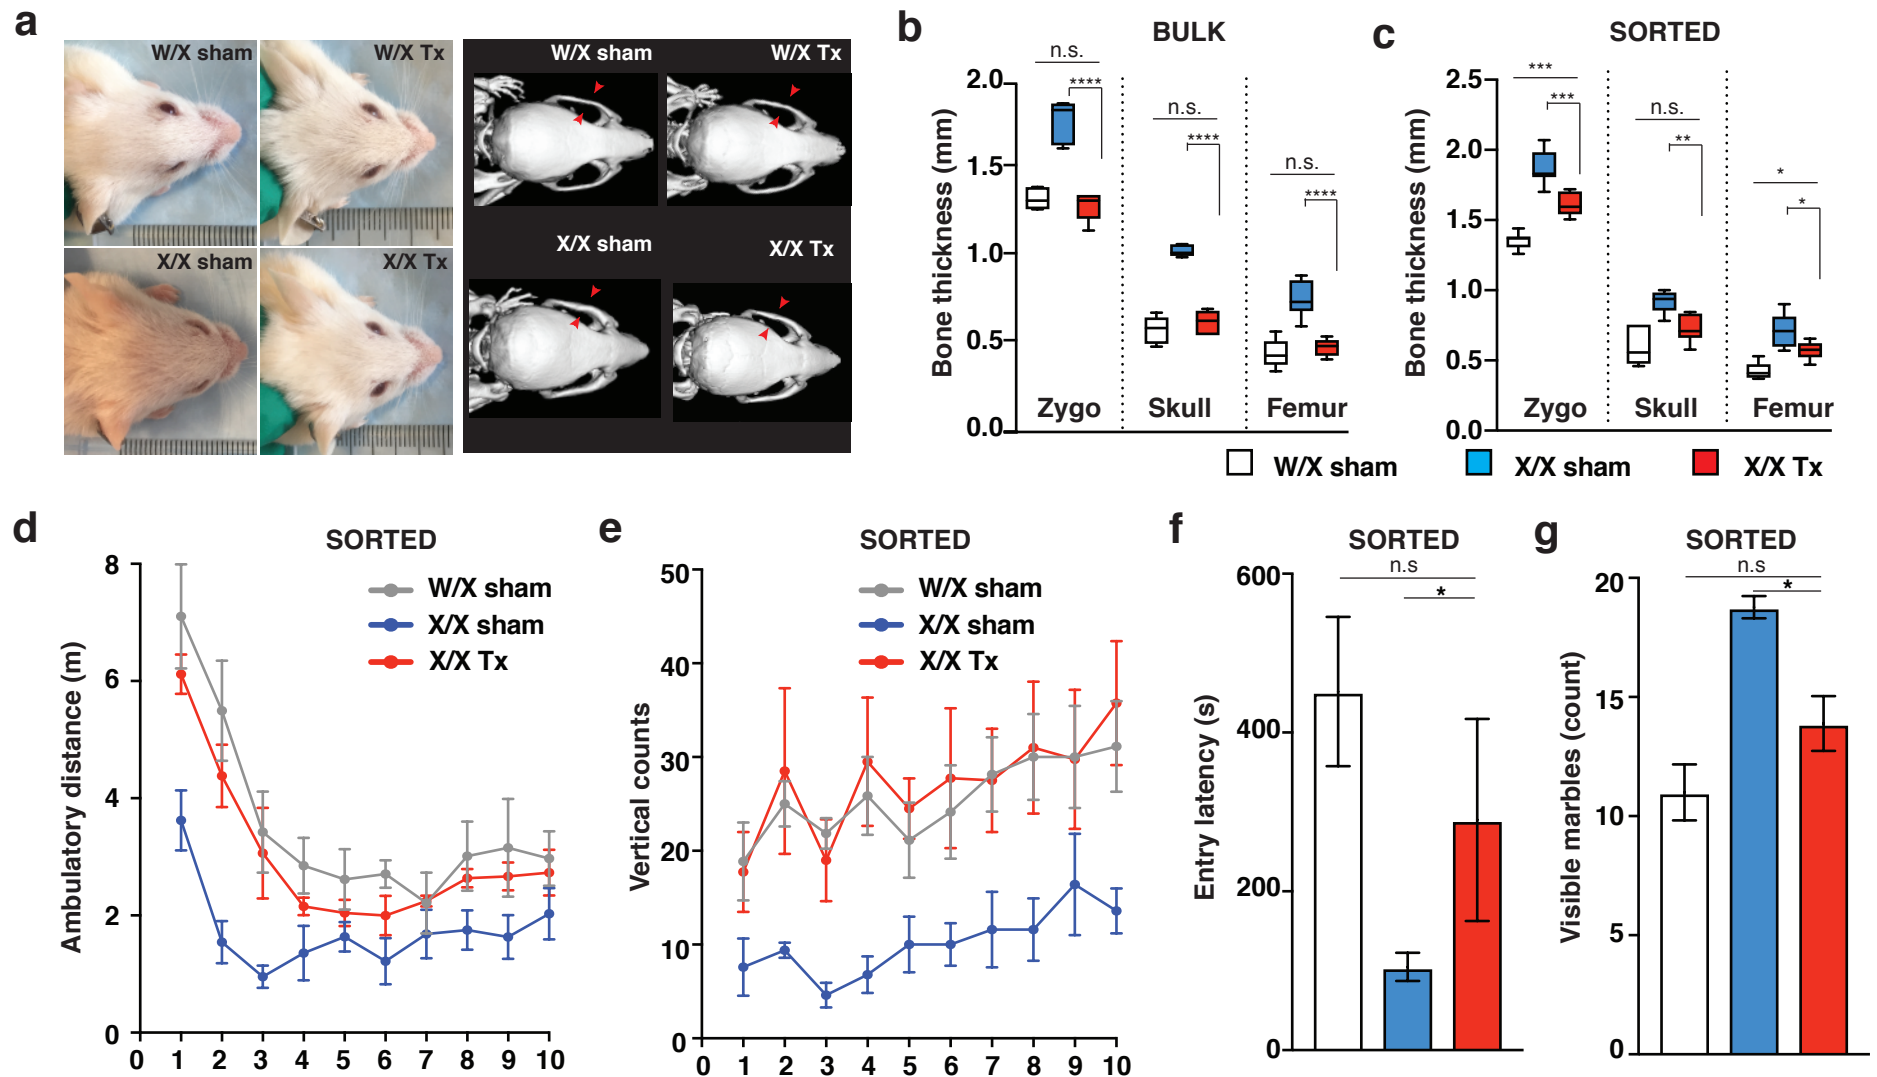 a
W/X sham
W/X Tx
X/X sham
X/X Tx
W/X sham
W/X Tx
X/X sham
X/X Tx
b
BULK
Bone thickness (mm)
2.0
1.5
1.0
0.5
0.0
n.s.
****
n.s.
****
n.s.
****
Zygo
Skull
Femur
c
SORTED
Bone thickness (mm)
2.5
2.0
1.5
1.0
0.5
0.0
***
***
n.s.
**
*
*
Zygo
Skull
Femur
W/X sham
X/X sham
X/X Tx
d
SORTED
W/X sham
X/X sham
X/X Tx
Ambulatory distance (m)
8
6
4
2
0
0 1 2 3 4 5 6 7 8 9 10
e
SORTED
W/X sham
X/X sham
X/X Tx
Vertical counts
50
40
30
20
10
0
0 1 2 3 4 5 6 7 8 9 10
f
SORTED
n.s
*
Entry latency (s)
600
400
200
0
g
SORTED
n.s
*
Visible marbles (count)
20
15
10
5
0